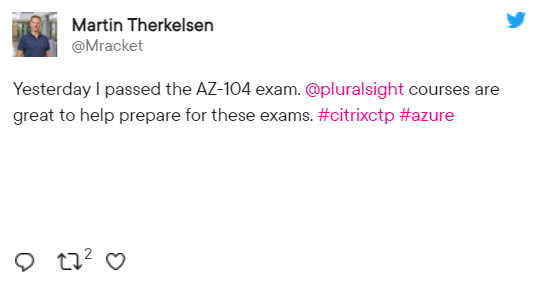 Martin Therkelsen
@Mracket
Yesterday I passed the AZ-104 exam. @pluralsight courses are
great to help prepare for these exams. #citrixctp #azure
2